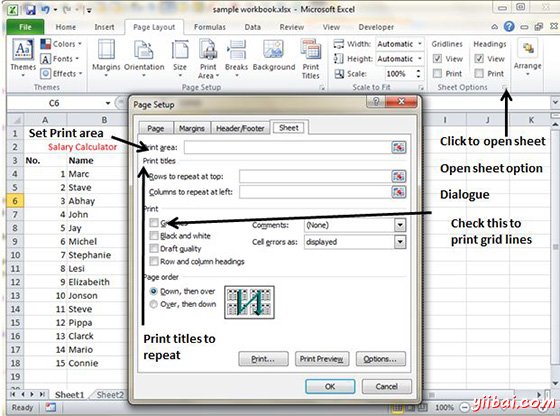 sample workbook.xlsx - Microsoft Excel
File Home Insert Page Layout Formulas Data Review View
Themes
Colors
Fonts
Effects
Margins Orientation Size Print Area Breaks Background Print Titles
Width: Automatic
Height: Automatic
Scale: 100%
Gridlines Headings
View View
Print Print
Arrange
Themes Page Setup Scale to Fit Sheet Options
C6
A B I J K
1
2 Salary Calculator
3 No. Name
4 1 Marc
5 2 Stave
6 3 Abhay
7 4 John
8 5 Jay
9 6 Michel
10 7 Stephanie
11 8 Lesi
12 9 Elizabeith
13 10 Jonson
14 11 Steve
15 12 Pippa
16 13 Clarck
17 14 Mario
18 15 Connie
Set Print area
Page Setup
Page Margins Header/Footer Sheet
Print area:
Print titles
Rows to repeat at top:
Columns to repeat at left:
Print
Black and white
Draft quality
Row and column headings
Comments: (None)
Cell errors as: displayed
Page order
Down, then over
Over, then down
Print... Print Preview Options...
OK Cancel
Click to open sheet
Open sheet option
Dialogue
Check this to
print grid lines
Print titles to
repeat
Sheet1 Sheet2
100%
yiibai.com